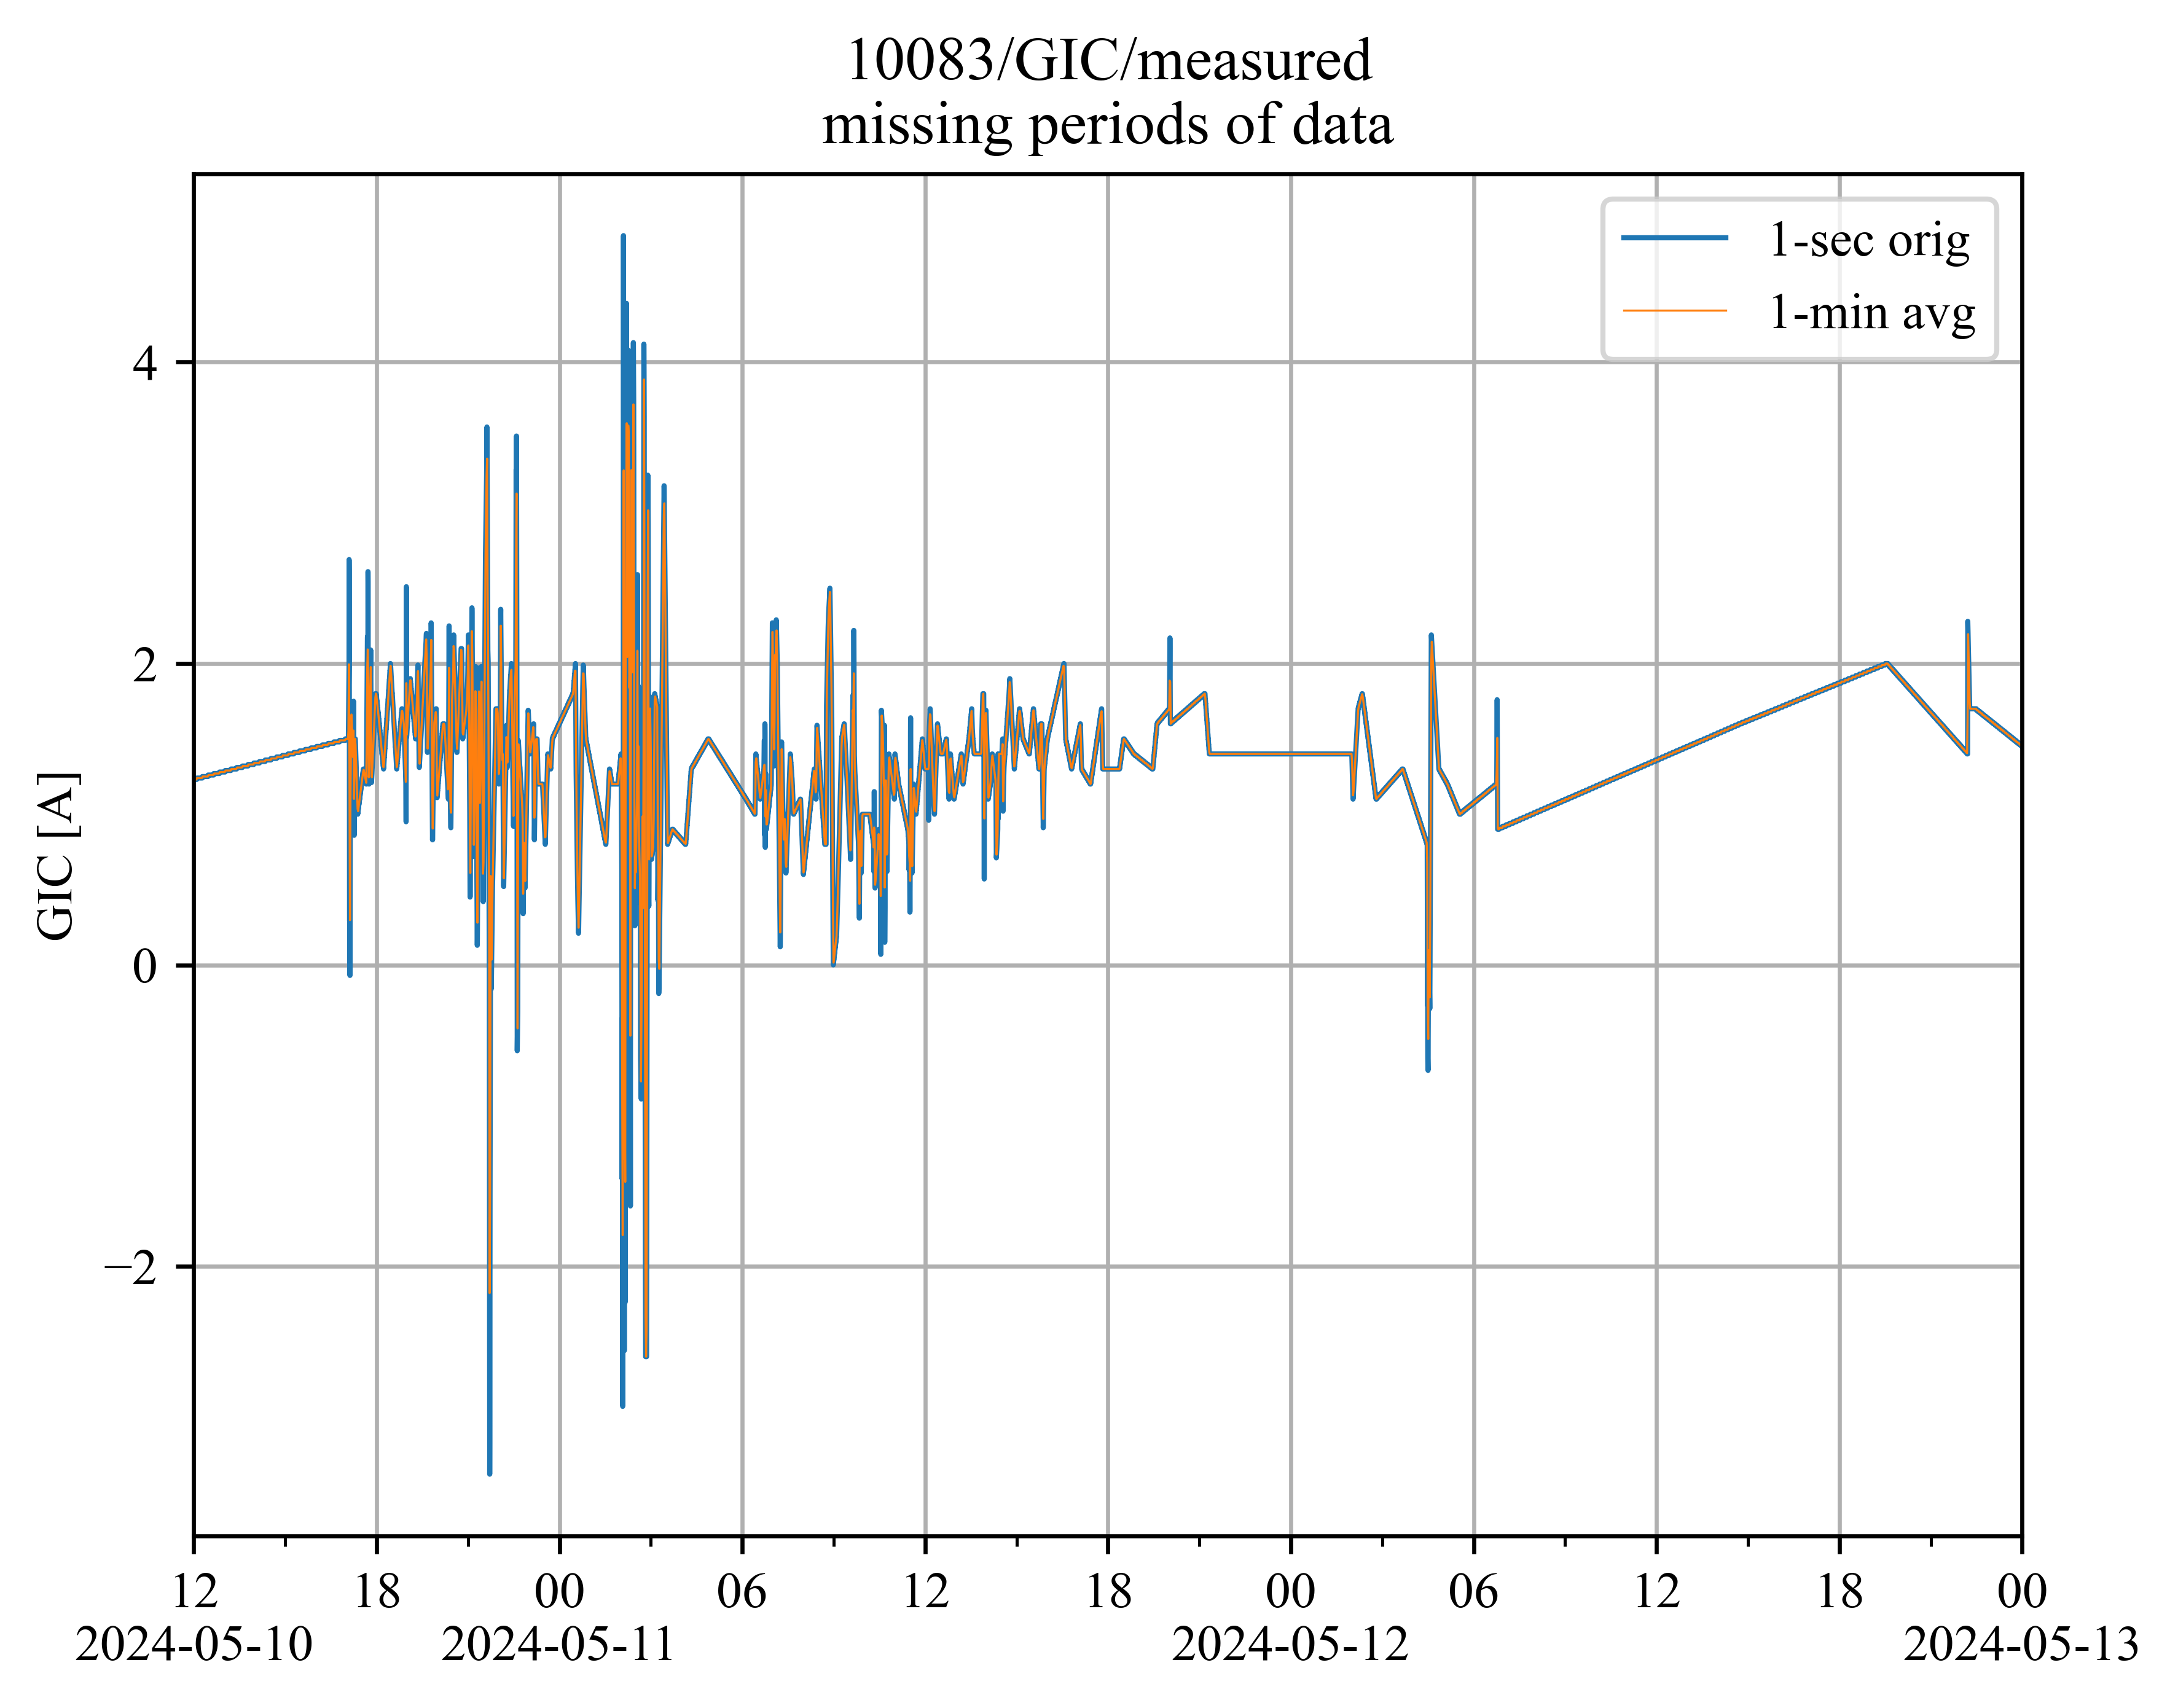 10083/GIC/measured
missing periods of data
1-sec orig
1-min avg
GIC [A]
4
2
0
−2
12 18 00 06 12 18 00 06 12 18 00
2024-05-10 2024-05-11 2024-05-12 2024-05-13